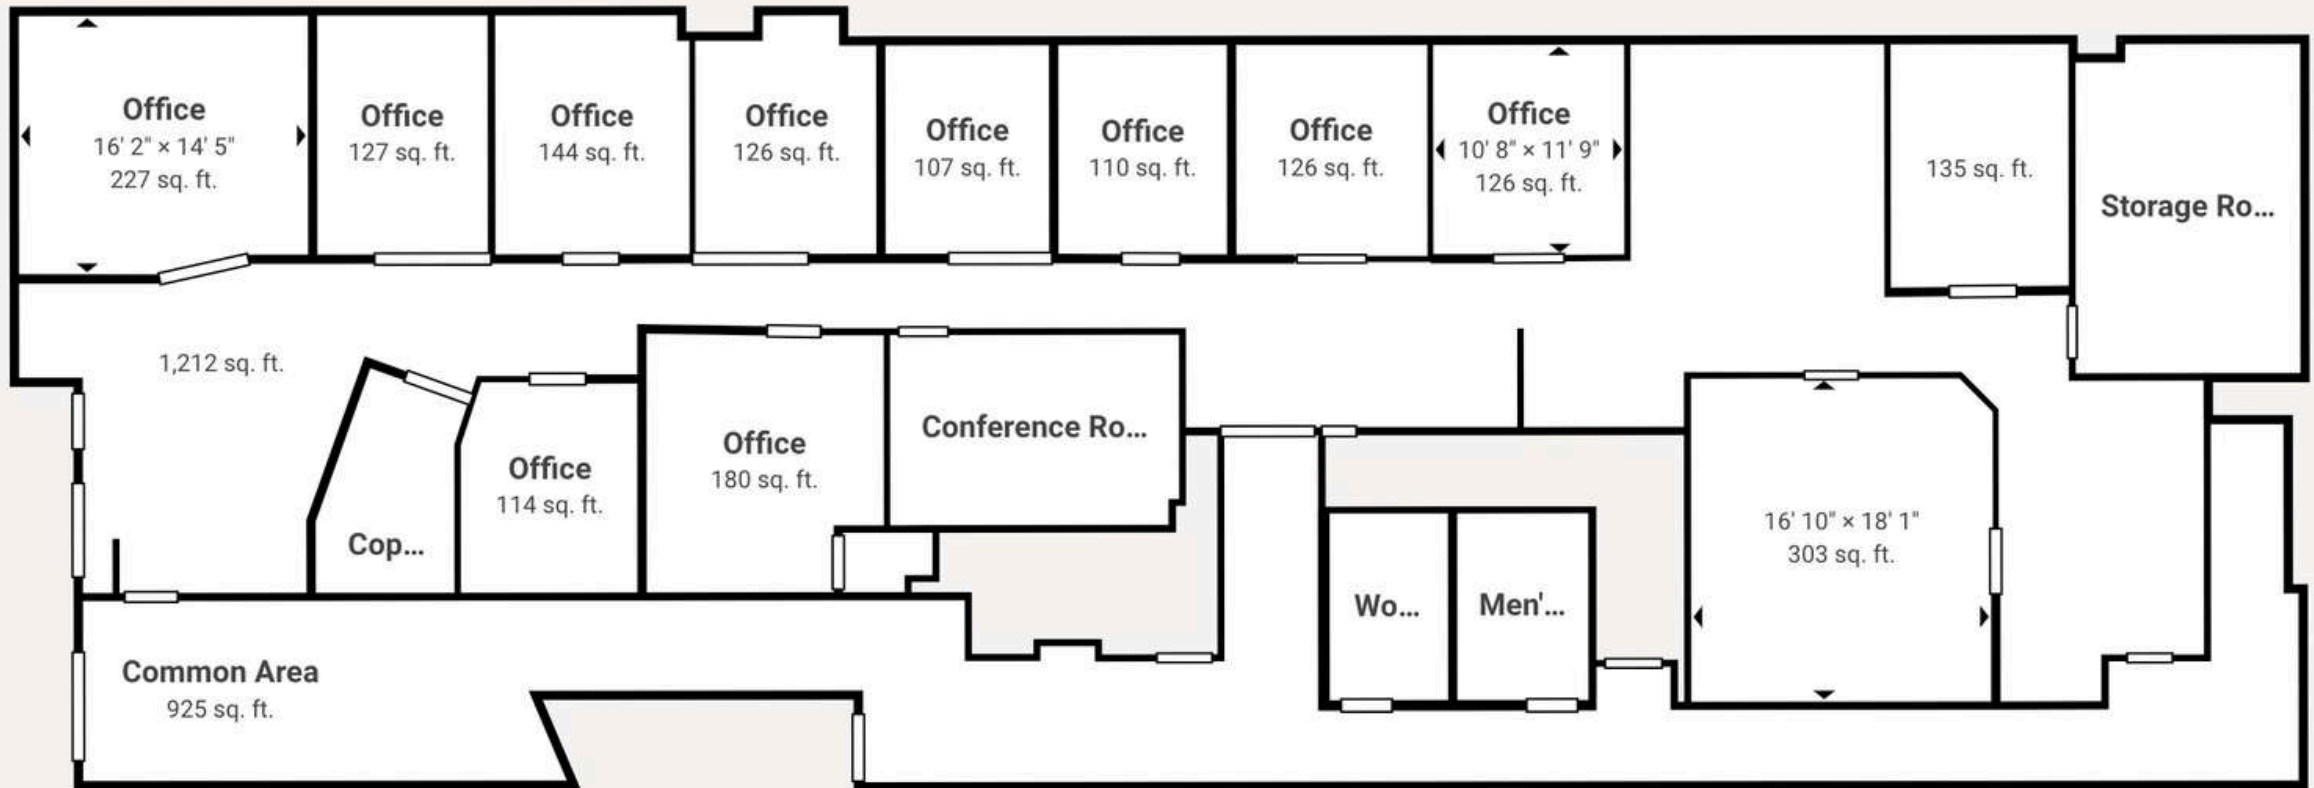 Office
16' 2" × 14' 5"
227 sq. ft.
Office
127 sq. ft.
Office
144 sq. ft.
Office
126 sq. ft.
Office
107 sq. ft.
Office
110 sq. ft.
Office
126 sq. ft.
Office
10' 8" × 11' 9"
126 sq. ft.
135 sq. ft.
Storage Ro...
1,212 sq. ft.
Cop...
Office
114 sq. ft.
Office
180 sq. ft.
Conference Ro...
Wo...
Men'...
16' 10" × 18' 1"
303 sq. ft.
Common Area
925 sq. ft.